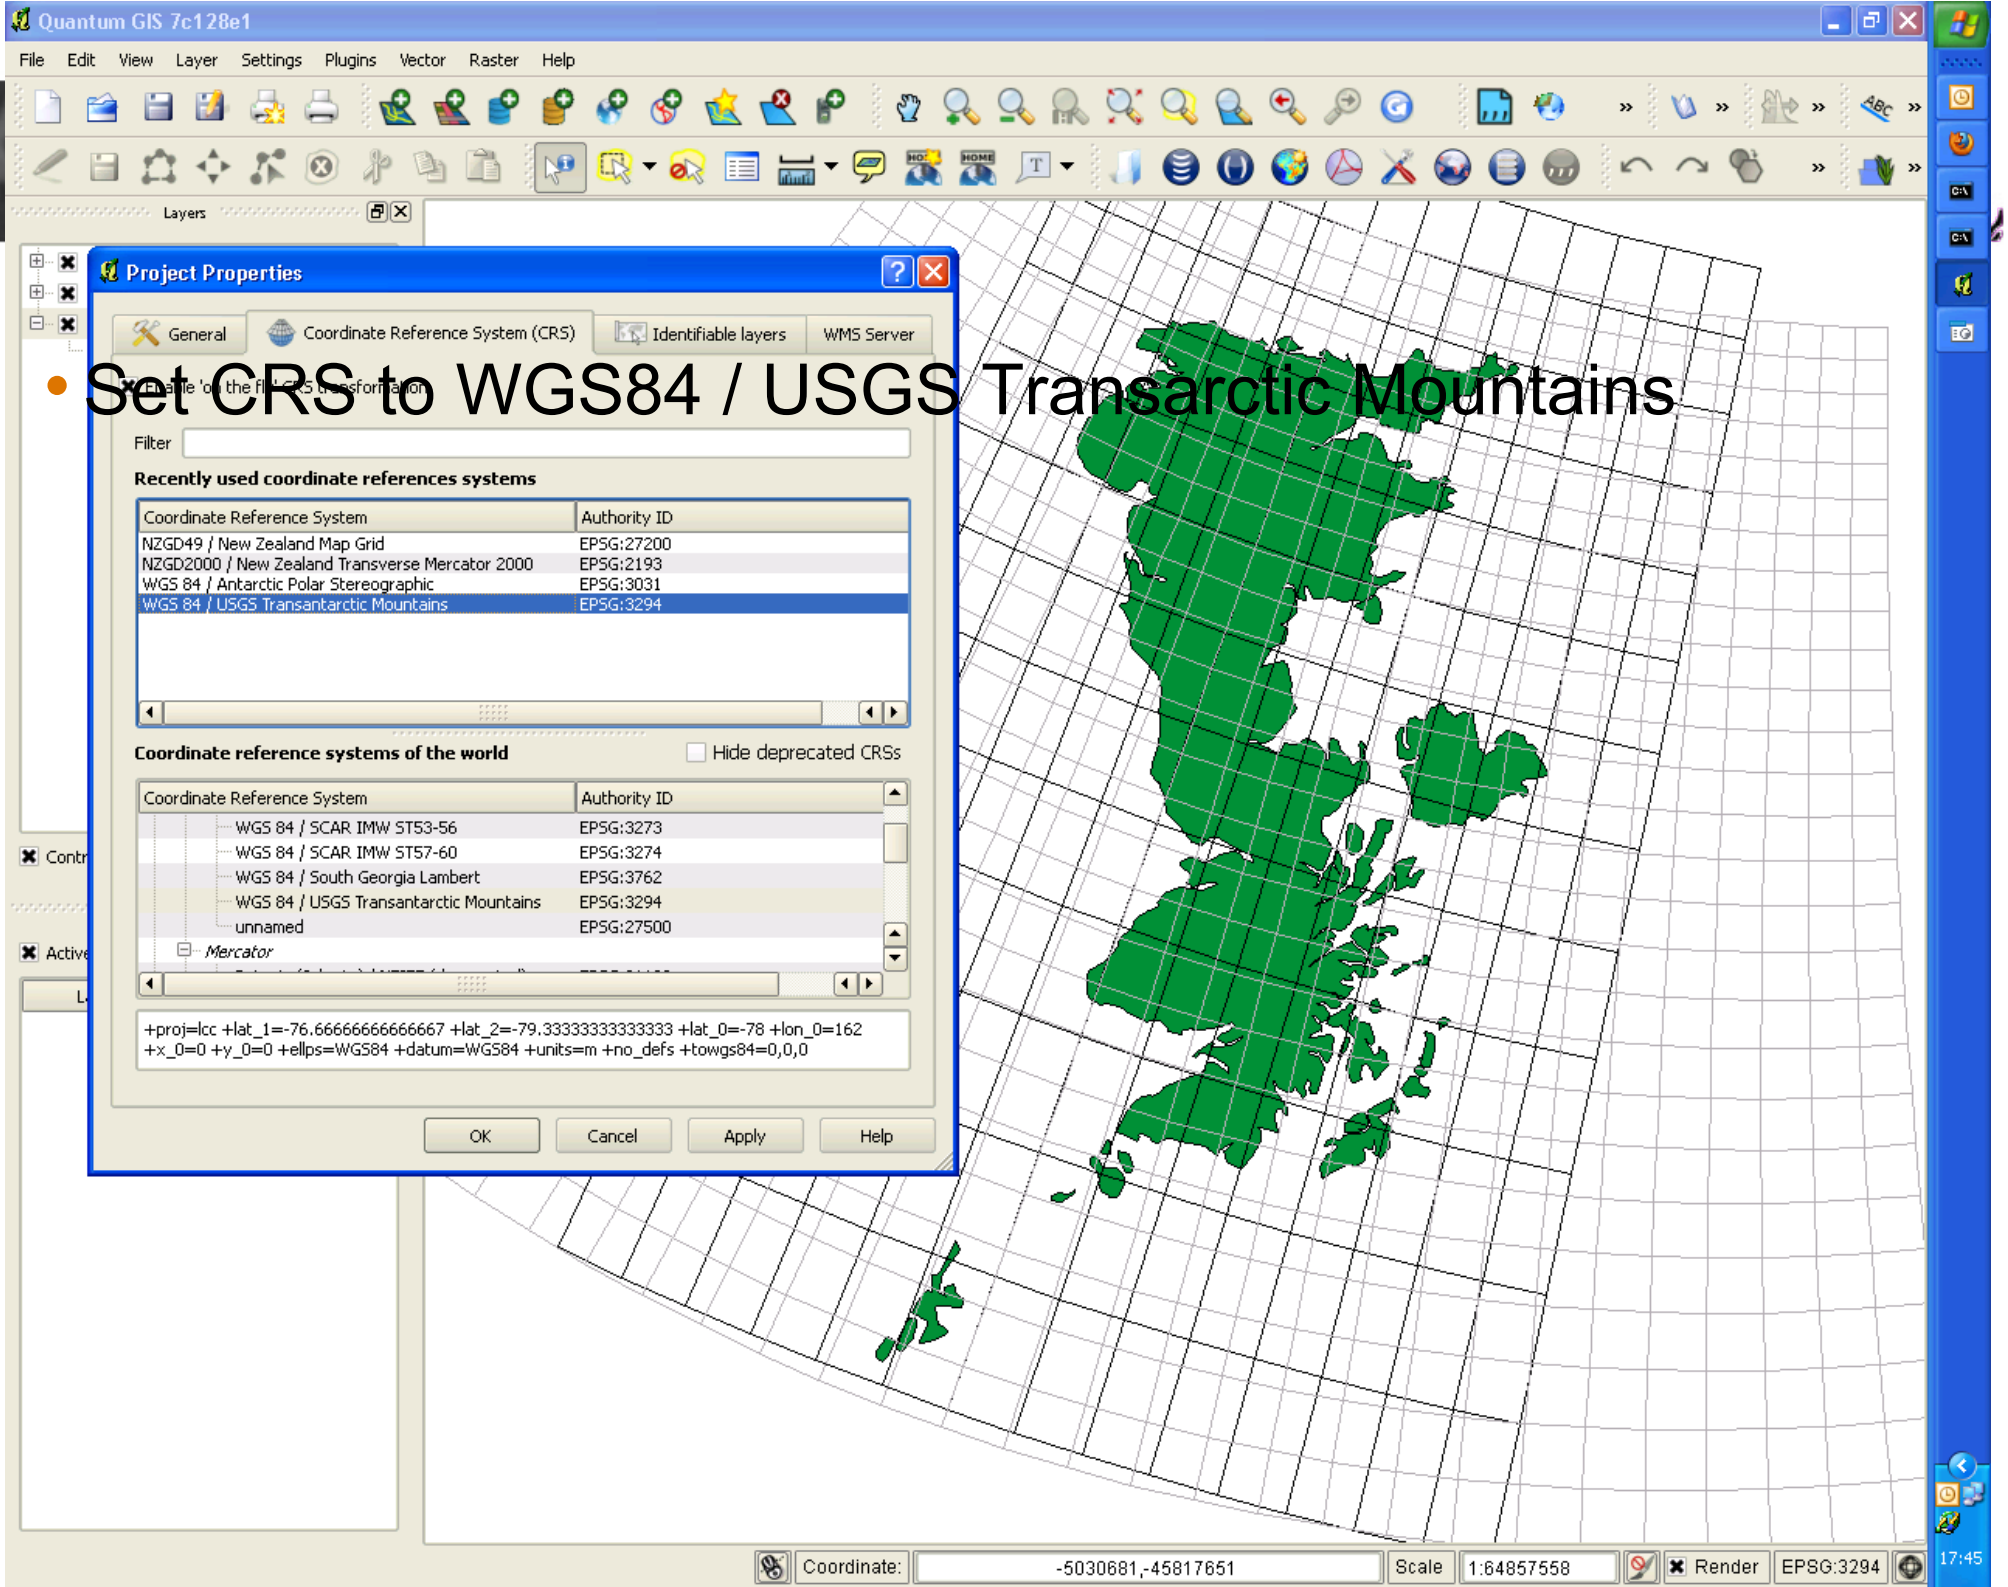 Quantum GIS 7c128e1
File Edit View Layer Settings Plugins Vector Raster Help
Layers
Project Properties
General Coordinate Reference System (CRS) Identifiable layers WMS Server
Enable 'on the fly' CRS transformation
• Set CRS to WGS84 / USGS Transarctic Mountains
Filter
Recently used coordinate references systems
Coordinate Reference System Authority ID
NZGD49 / New Zealand Map Grid EPSG:27200
NZGD2000 / New Zealand Transverse Mercator 2000 EPSG:2193
WGS 84 / Antarctic Polar Stereographic EPSG:3031
WGS 84 / USGS Transantarctic Mountains EPSG:3294
Coordinate reference systems of the world Hide deprecated CRSs
Coordinate Reference System Authority ID
WGS 84 / SCAR IMW ST53-56 EPSG:3273
WGS 84 / SCAR IMW ST57-60 EPSG:3274
WGS 84 / South Georgia Lambert EPSG:3762
WGS 84 / USGS Transantarctic Mountains EPSG:3294
unnamed EPSG:27500
Mercator
Contr
Active
L
+proj=lcc +lat_1=-76.66666666666667 +lat_2=-79.33333333333333 +lat_0=-78 +lon_0=162
+x_0=0 +y_0=0 +ellps=WGS84 +datum=WGS84 +units=m +no_defs +towgs84=0,0,0
OK Cancel Apply Help
Coordinate: -5030681,-45817651 Scale 1:64857558 Render EPSG:3294
17:45